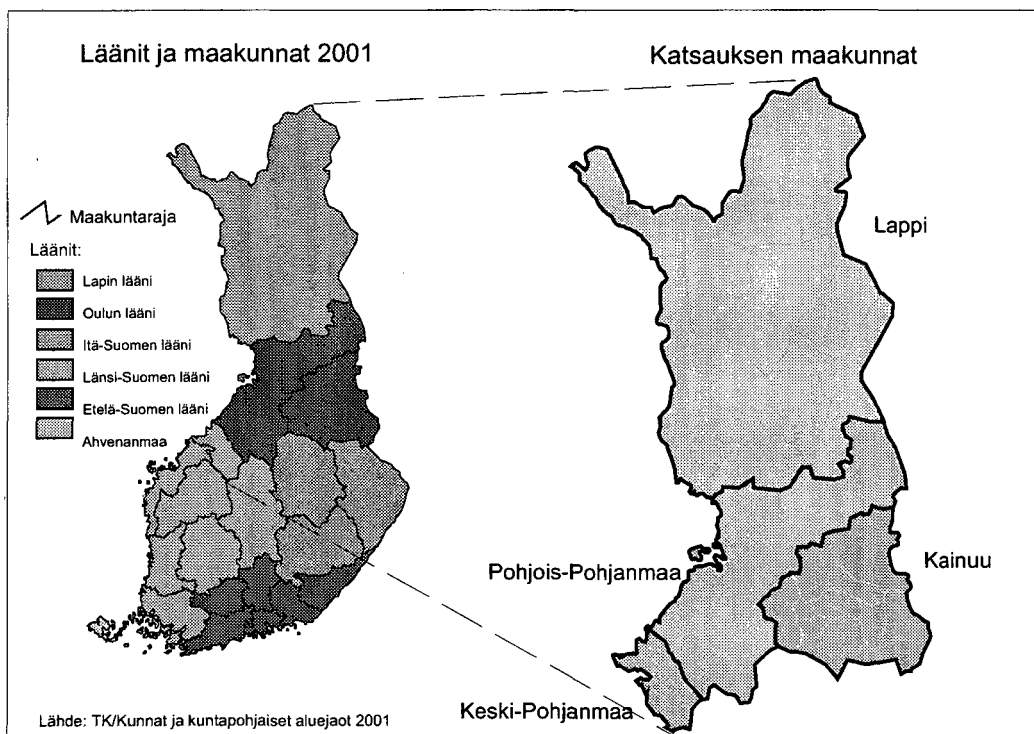 Läänit ja maakunnat 2001
Maakuntaraja
Läänit:
Lapin lääni
Oulun lääni
Itä-Suomen lääni
Länsi-Suomen lääni
Etelä-Suomen lääni
Ahvenanmaa
Lähde: TK/Kunnat ja kuntapohjaiset aluejaot 2001
Katsauksen maakunnat
Lappi
Kainuu
Pohjois-Pohjanmaa
Keski-Pohjanmaa